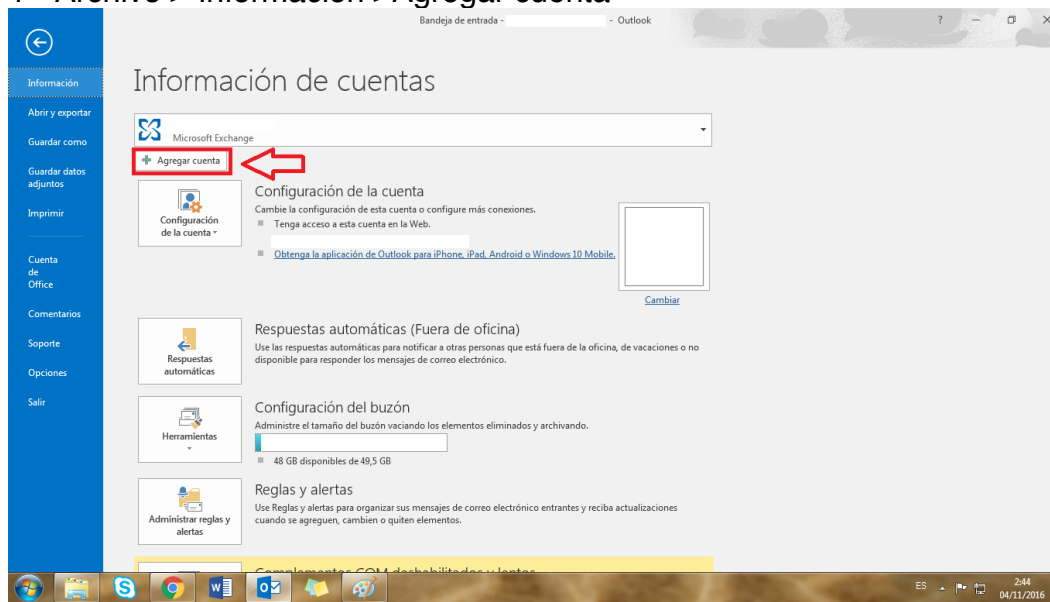 Archivo > Información > Agregar cuenta
Bandeja de entrada - - Outlook
?
Información de cuentas
Información
Abrir y exportar
Guardar como
Guardar datos
adjuntos
Imprimir
Cuenta
de
Office
Comentarios
Soporte
Opciones
Salir
Microsoft Exchange
Agregar cuenta
Configuración
de la cuenta
Configuración de la cuenta
Cambie la configuración de esta cuenta o configure más conexiones.
Tenga acceso a esta cuenta en la Web.
Obtenga la aplicación de Outlook para iPhone, iPad, Android o Windows 10 Mobile.
Cambiar
Respuestas
automáticas
Respuestas automáticas (Fuera de oficina)
Use las respuestas automáticas para notificar a otras personas que está fuera de la oficina, de vacaciones o no
disponible para responder los mensajes de correo electrónico.
Herramientas
Configuración del buzón
Administre el tamaño del buzón vaciando los elementos eliminados y archivando.
48 GB disponibles de 49,5 GB
Administrar reglas y
alertas
Reglas y alertas
Use Reglas y alertas para organizar sus mensajes de correo electrónico entrantes y reciba actualizaciones
cuando se agreguen, cambien o quiten elementos.
Complementos COM deshabilitados y lentos
ES
2:44
04/11/2016